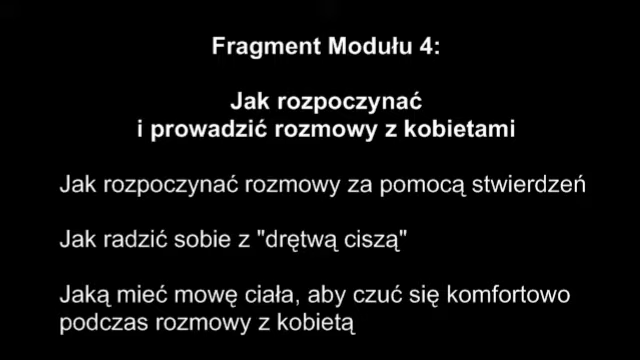 Fragment Modułu 4:
Jak rozpoczynać
i prowadzić rozmowy z kobietami
Jak rozpoczynać rozmowy za pomocą stwierdzeń
Jak radzić sobie z "drętwą ciszą"
Jaką mieć mowę ciała, aby czuć się komfortowo
podczas rozmowy z kobietą